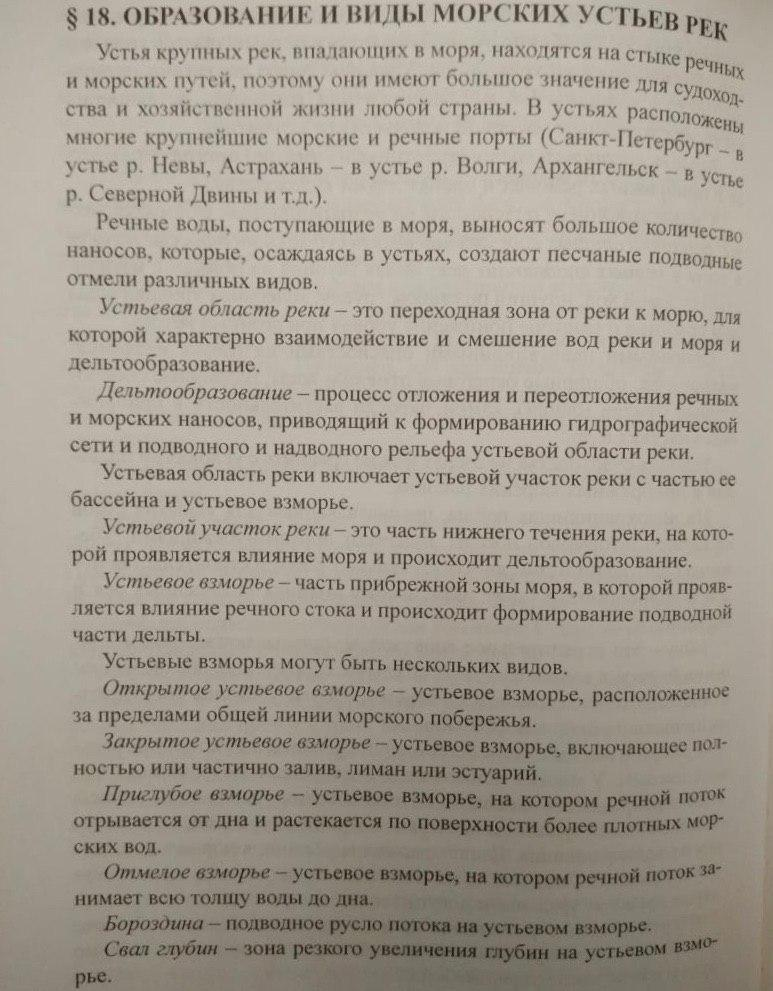 § 18. ОБРАЗОВАНИЕ И ВИДЫ МОРСКИХ УСТЬЕВ РЕК
Устья крупных рек, впадающих в моря, находятся на стыке речных
и морских путей, поэтому они имеют большое значение для судоход-
ства и хозяйственной жизни любой страны. В устьях расположены
многие крупнейшие морские и речные порты (Санкт-Петербург – в
устье р. Невы, Астрахань – в устье р. Волги, Архангельск – в устье
р. Северной Двины и т.д.).
Речные воды, поступающие в моря, выносят большое количество
наносов, которые, осаждаясь в устьях, создают песчаные подводные
отмели различных видов.
Устьевая область реки – это переходная зона от реки к морю, для
которой характерно взаимодействие и смешение вод реки и моря и
дельтообразование.
Дельтообразование – процесс отложения и переотложения речных
и морских наносов, приводящий к формированию гидрографической
сети и подводного и надводного рельефа устьевой области реки.
Устьевая область реки включает устьевой участок реки с частью ее
бассейна и устьевое взморье.
Устьевой участок реки – это часть нижнего течения реки, на кото-
рой проявляется влияние моря и происходит дельтообразование.
Устьевое взморье – часть прибрежной зоны моря, в которой прояв-
ляется влияние речного стока и происходит формирование подводной
части дельты.
Устьевые взморья могут быть нескольких видов.
Открытое устьевое взморье – устьевое взморье, расположенное
за пределами общей линии морского побережья.
Закрытое устьевое взморье – устьевое взморье, включающее пол-
ностью или частично залив, лиман или эстуарий.
Приглубое взморье – устьевое взморье, на котором речной поток
отрывается от дна и растекается по поверхности более плотных мор-
ских вод.
Отмелое взморье – устьевое взморье, на котором речной поток за-
нимает всю толщу воды до дна.
Бороздина – подводное русло потока на устьевом взморье.
Свал глубин – зона резкого увеличения глубин на устьевом взмо-
рье.